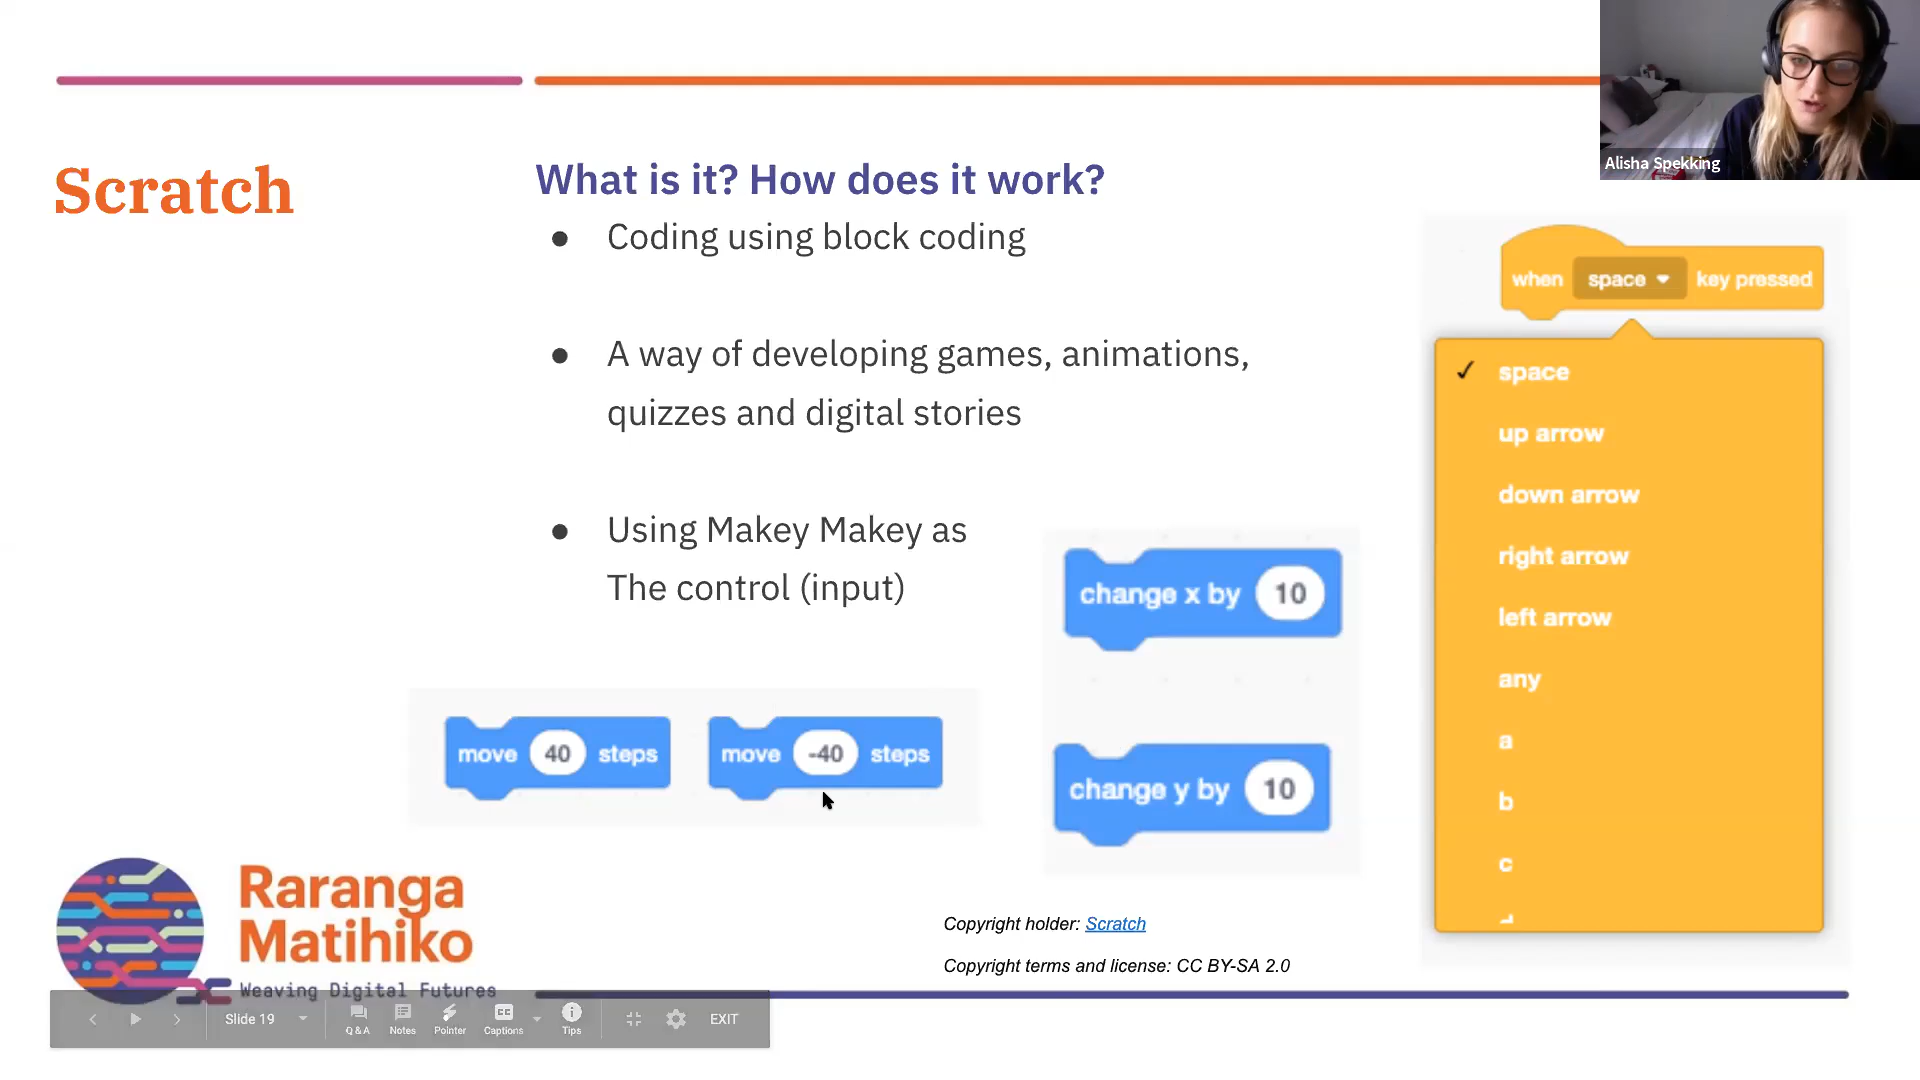 Alisha Spekking
Scratch
What is it? How does it work?
● Coding using block coding
● A way of developing games, animations,
quizzes and digital stories
● Using Makey Makey as
The control (input)
when space key pressed
✓ space
up arrow
down arrow
right arrow
left arrow
any
a
b
c
change x by 10
change y by 10
move 40 steps
move -40 steps
Raranga
Matihiko
Weaving Digital Futures
Copyright holder: Scratch
Copyright terms and license: CC BY-SA 2.0
Slide 19
Q & A
Notes
Pointer
Captions
Tips
EXIT